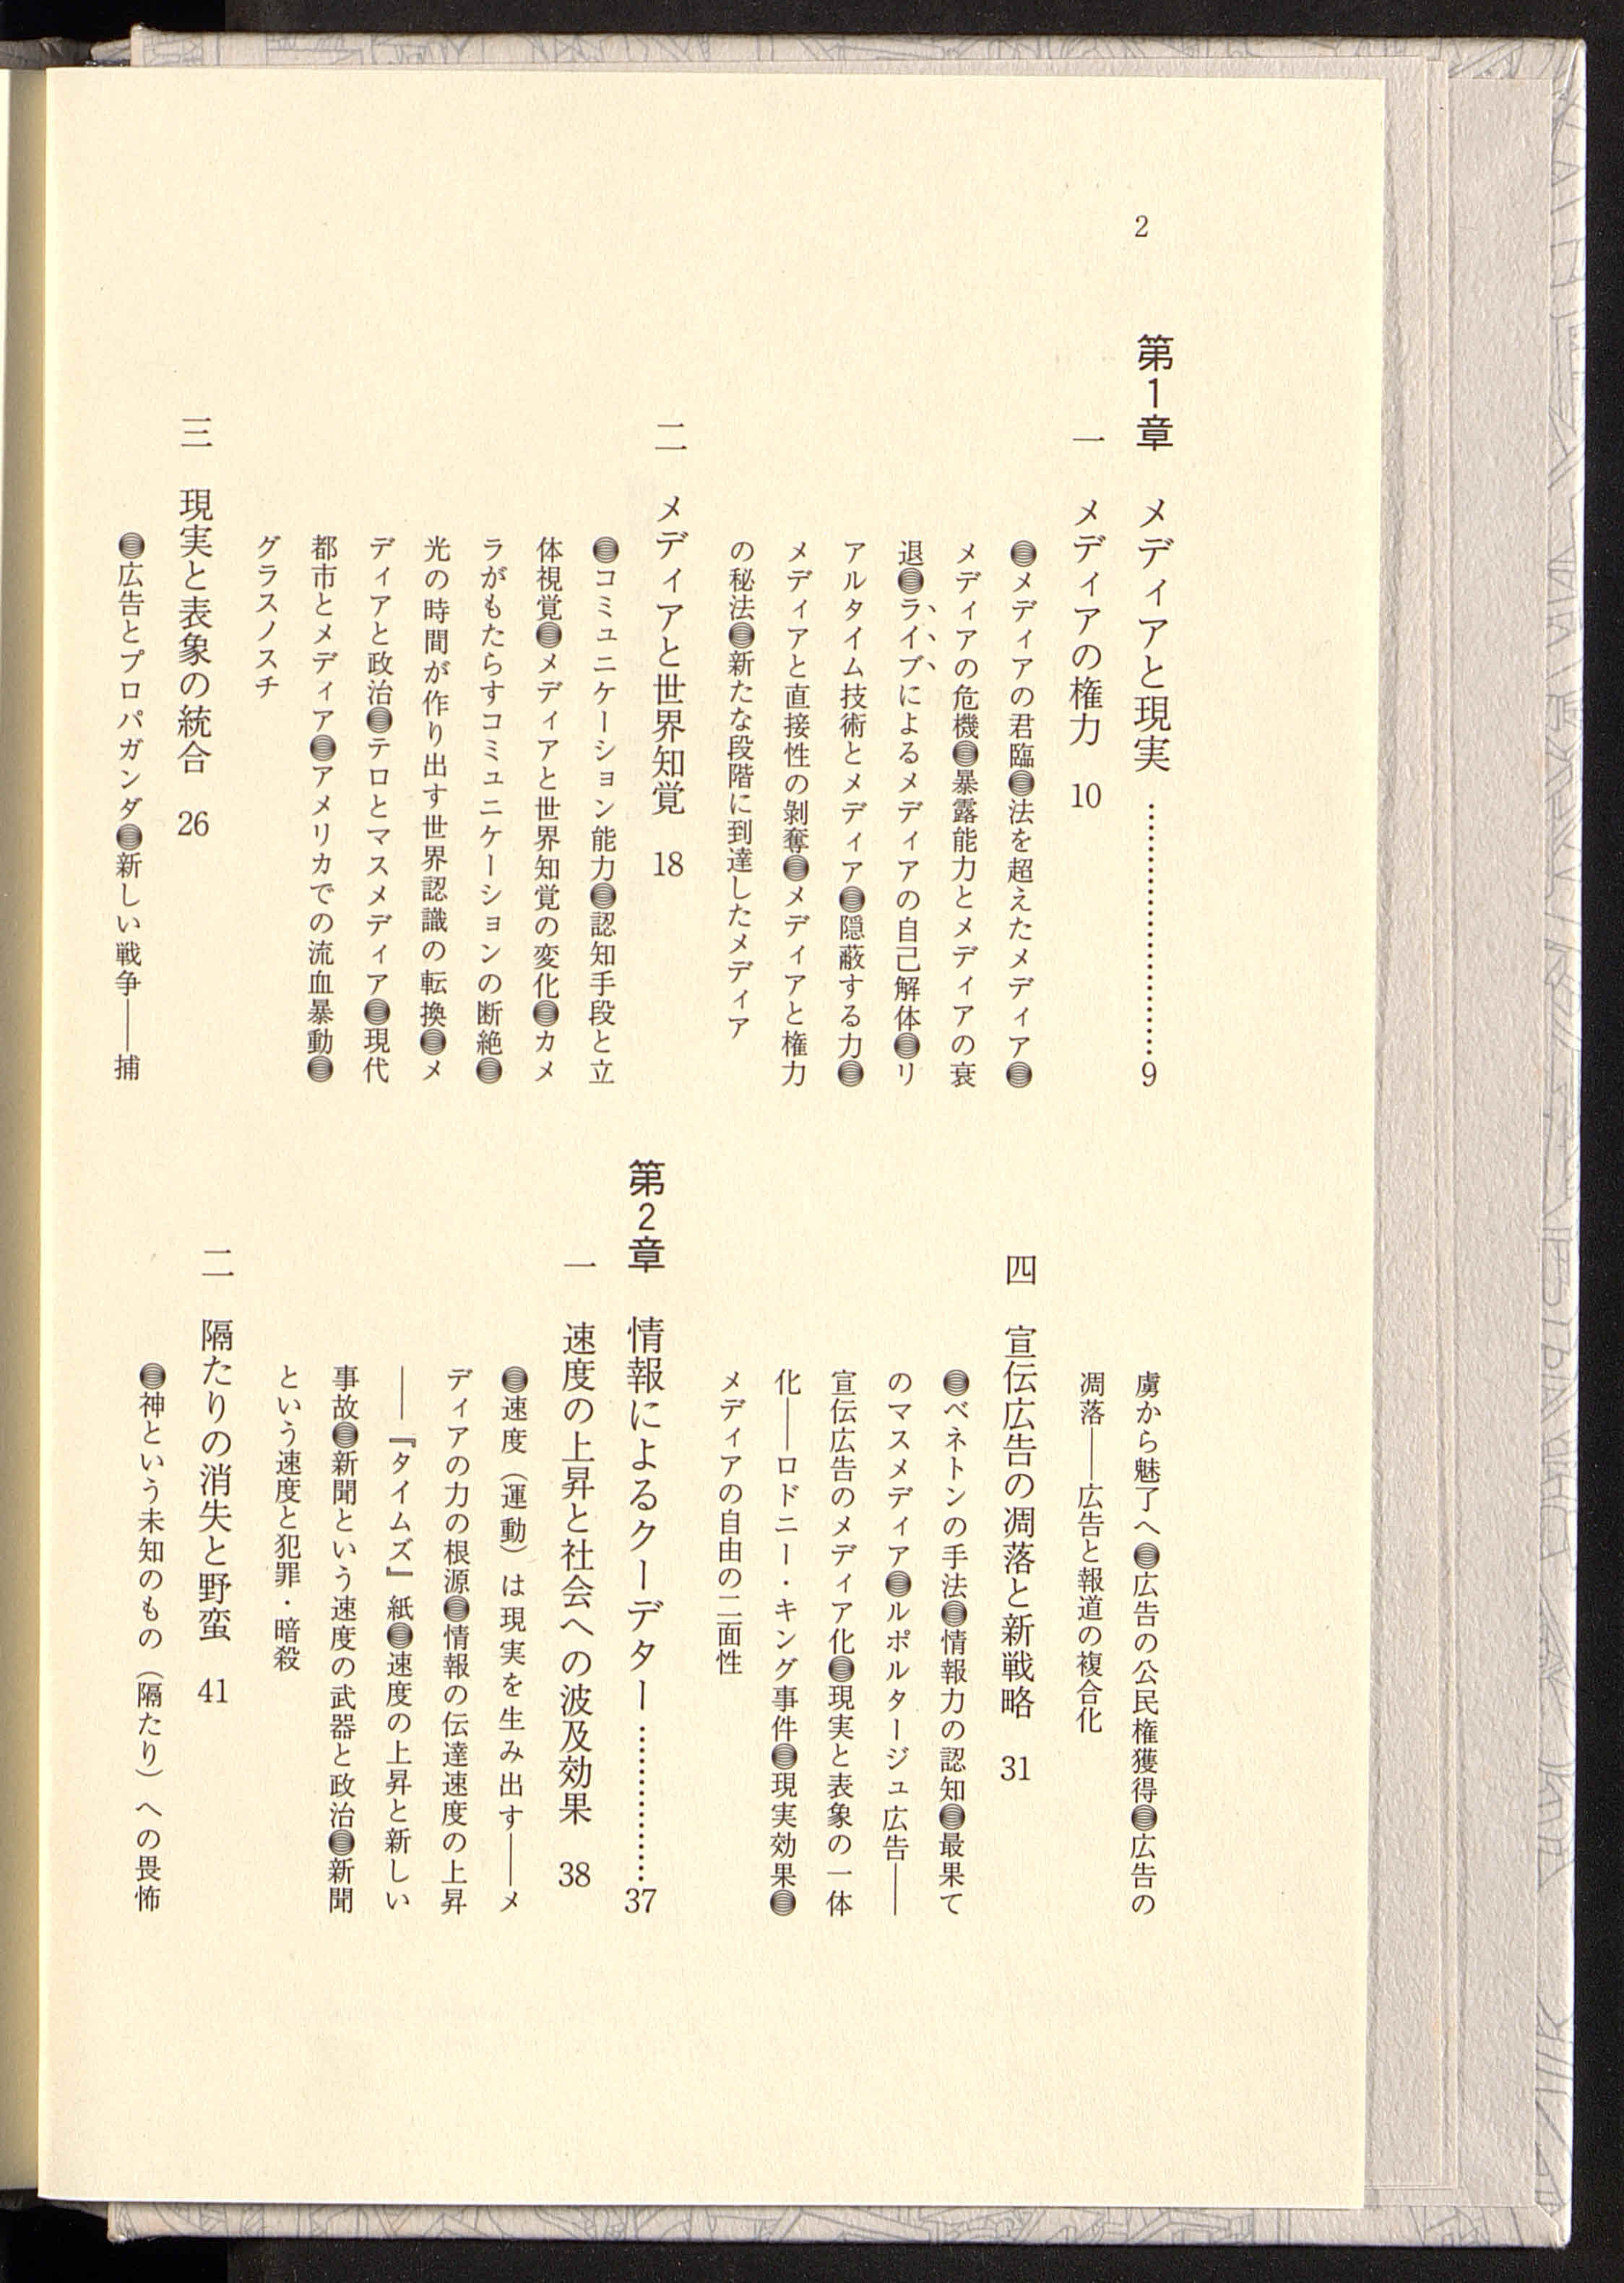 2
第1章 メディアと現実 …………………… 9
一 メディアの権力 10
●メディアの君臨●法を超えたメディア●
メディアの危機●暴露能力とメディアの衰
退●ライブによるメディアの自己解体●リ
アルタイム技術とメディア●隠蔽する力●
メディアと直接性の剝奪●メディアと権力
の秘法●新たな段階に到達したメディア
二 メディアと世界知覚 18
●コミュニケーション能力●認知手段と立
体視覚●メディアと世界知覚の変化●カメ
ラがもたらすコミュニケーションの断絶●
光の時間が作り出す世界認識の転換●メ
ディアと政治●テロとマスメディア●現代
都市とメディア●アメリカでの流血暴動●
グラスノスチ
三 現実と表象の統合 26
●広告とプロパガンダ●新しい戦争――捕
虜から魅了へ●広告の公民権獲得●広告の
凋落――広告と報道の複合化
四 宣伝広告の凋落と新戦略 31
●ベネトンの手法●情報力の認知●最果て
のマスメディア●ルポルタージュ広告――
宣伝広告のメディア化●現実と表象の一体
化――ロドニー・キング事件●現実効果●
メディアの自由の二面性
第2章 情報によるクーデター …………… 37
一 速度の上昇と社会への波及効果 38
●速度（運動）は現実を生み出す――メ
ディアの力の根源●情報の伝達速度の上昇
――『タイムズ』紙●速度の上昇と新しい
事故●新聞という速度の武器と政治●新聞
という速度と犯罪・暗殺
二 隔たりの消失と野蛮 41
●神という未知のもの（隔たり）への畏怖